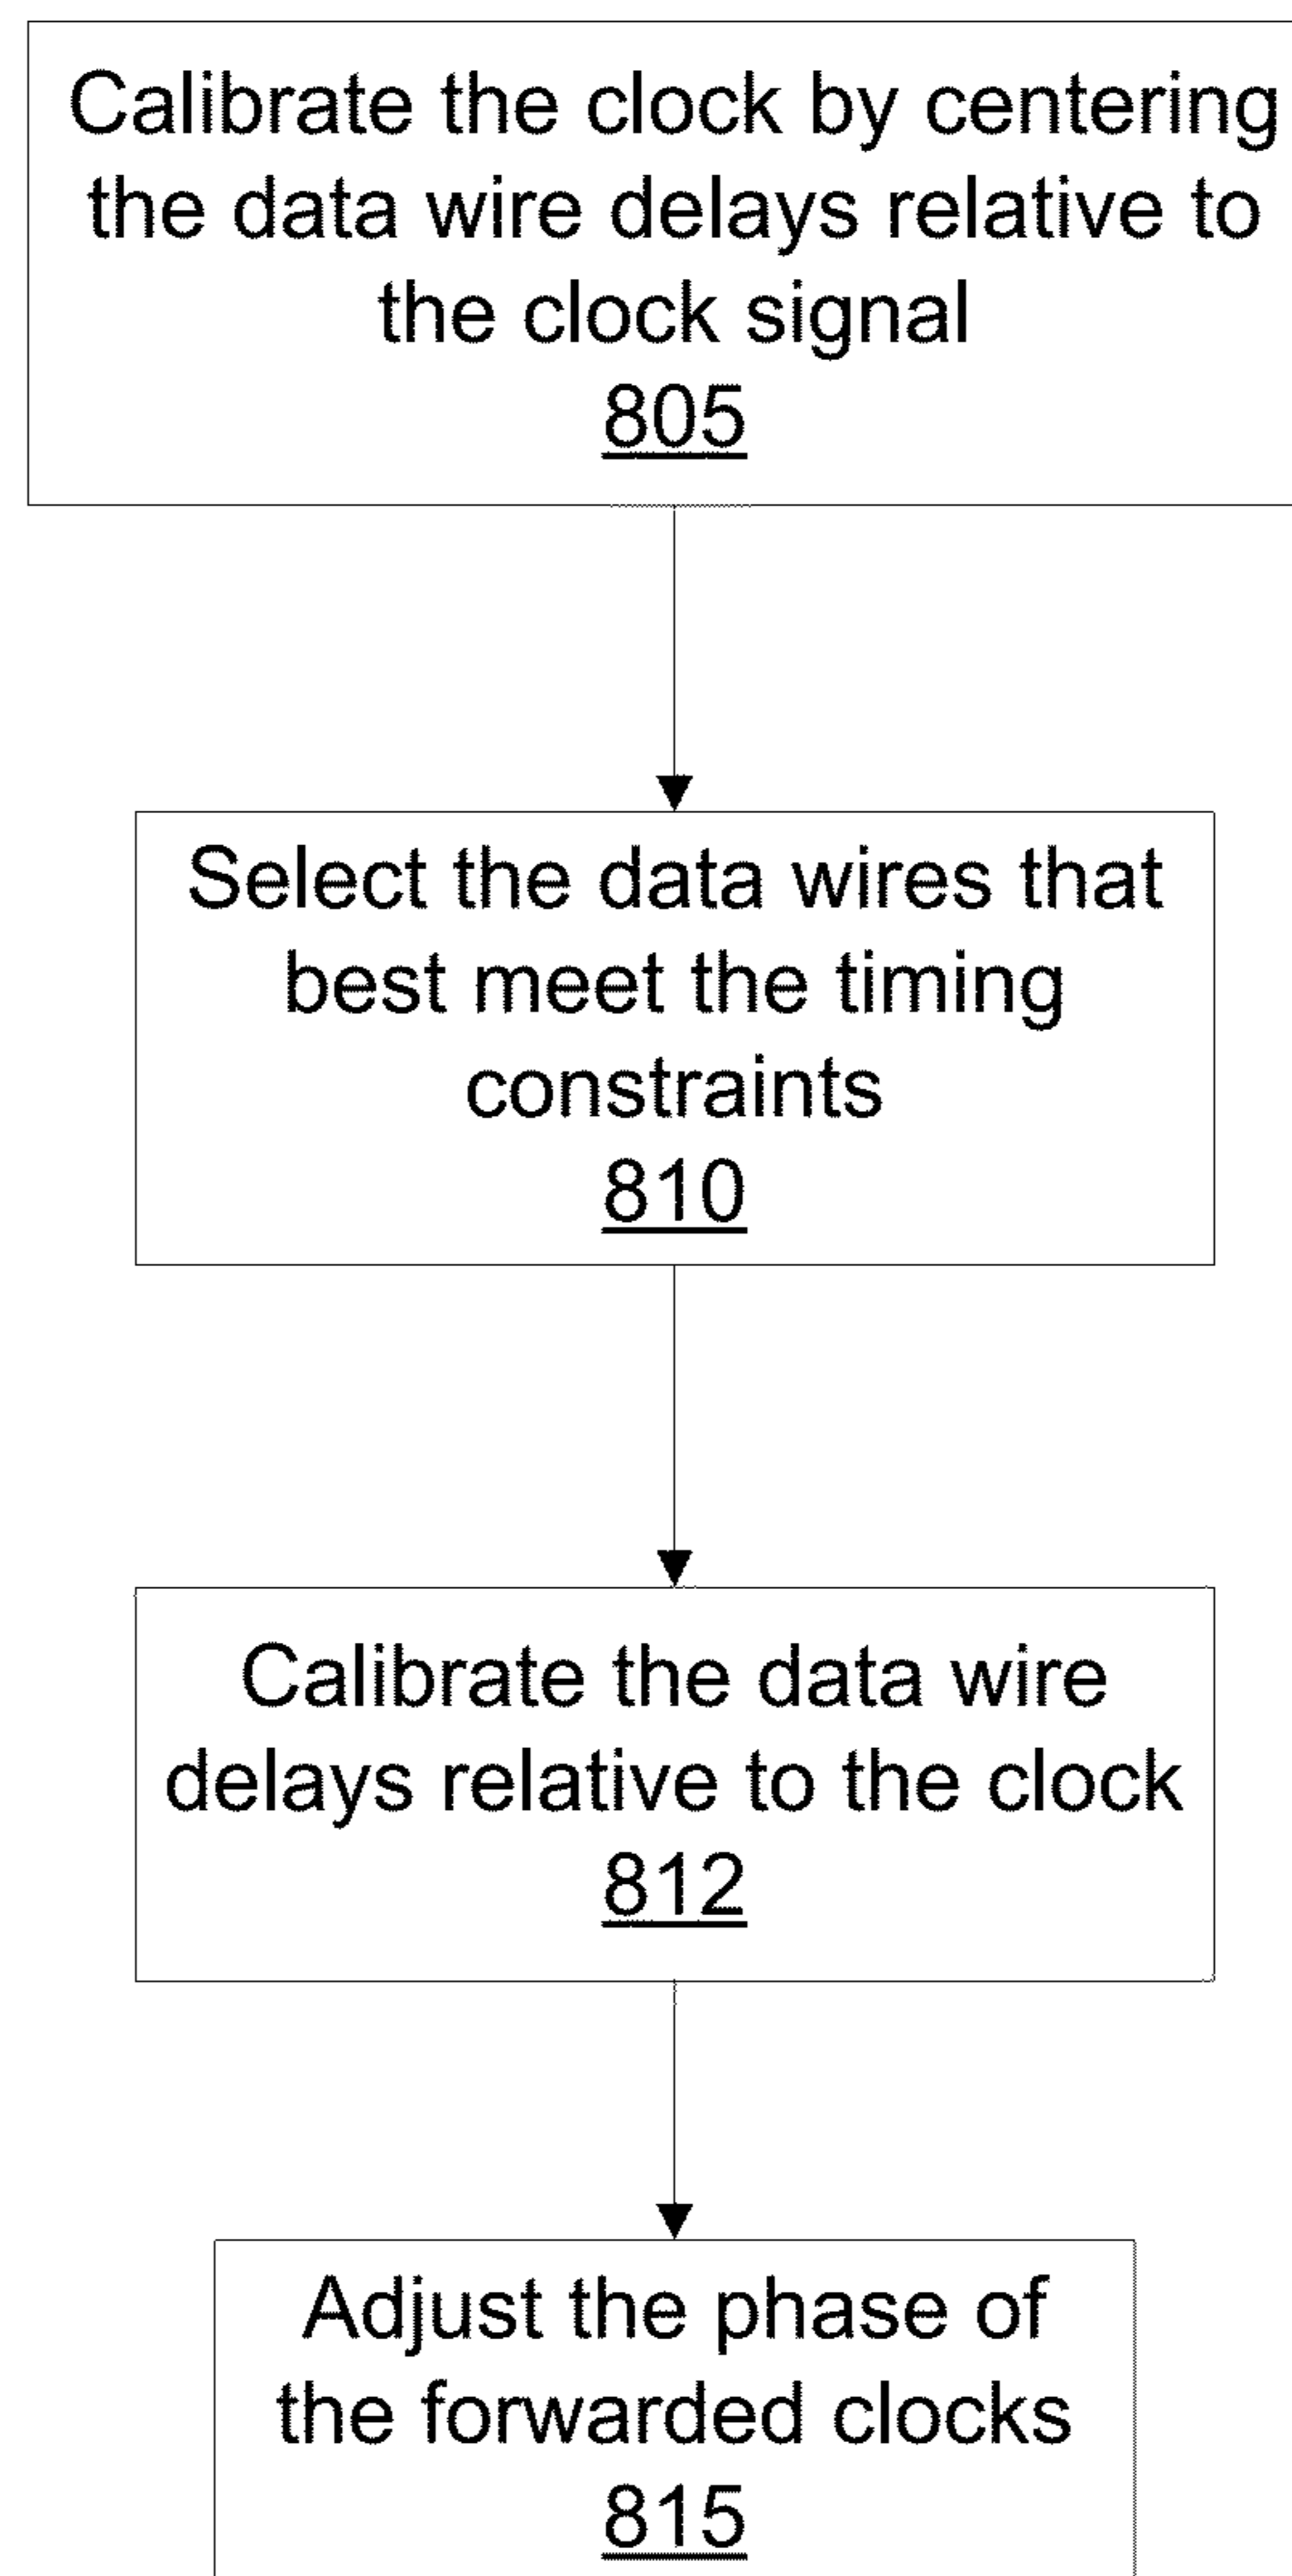 Calibrate the clock by centering
the data wire delays relative to
the clock signal
805
Select the data wires that
best meet the timing
constraints
810
Calibrate the data wire
delays relative to the clock
812
Adjust the phase of
the forwarded clocks
815